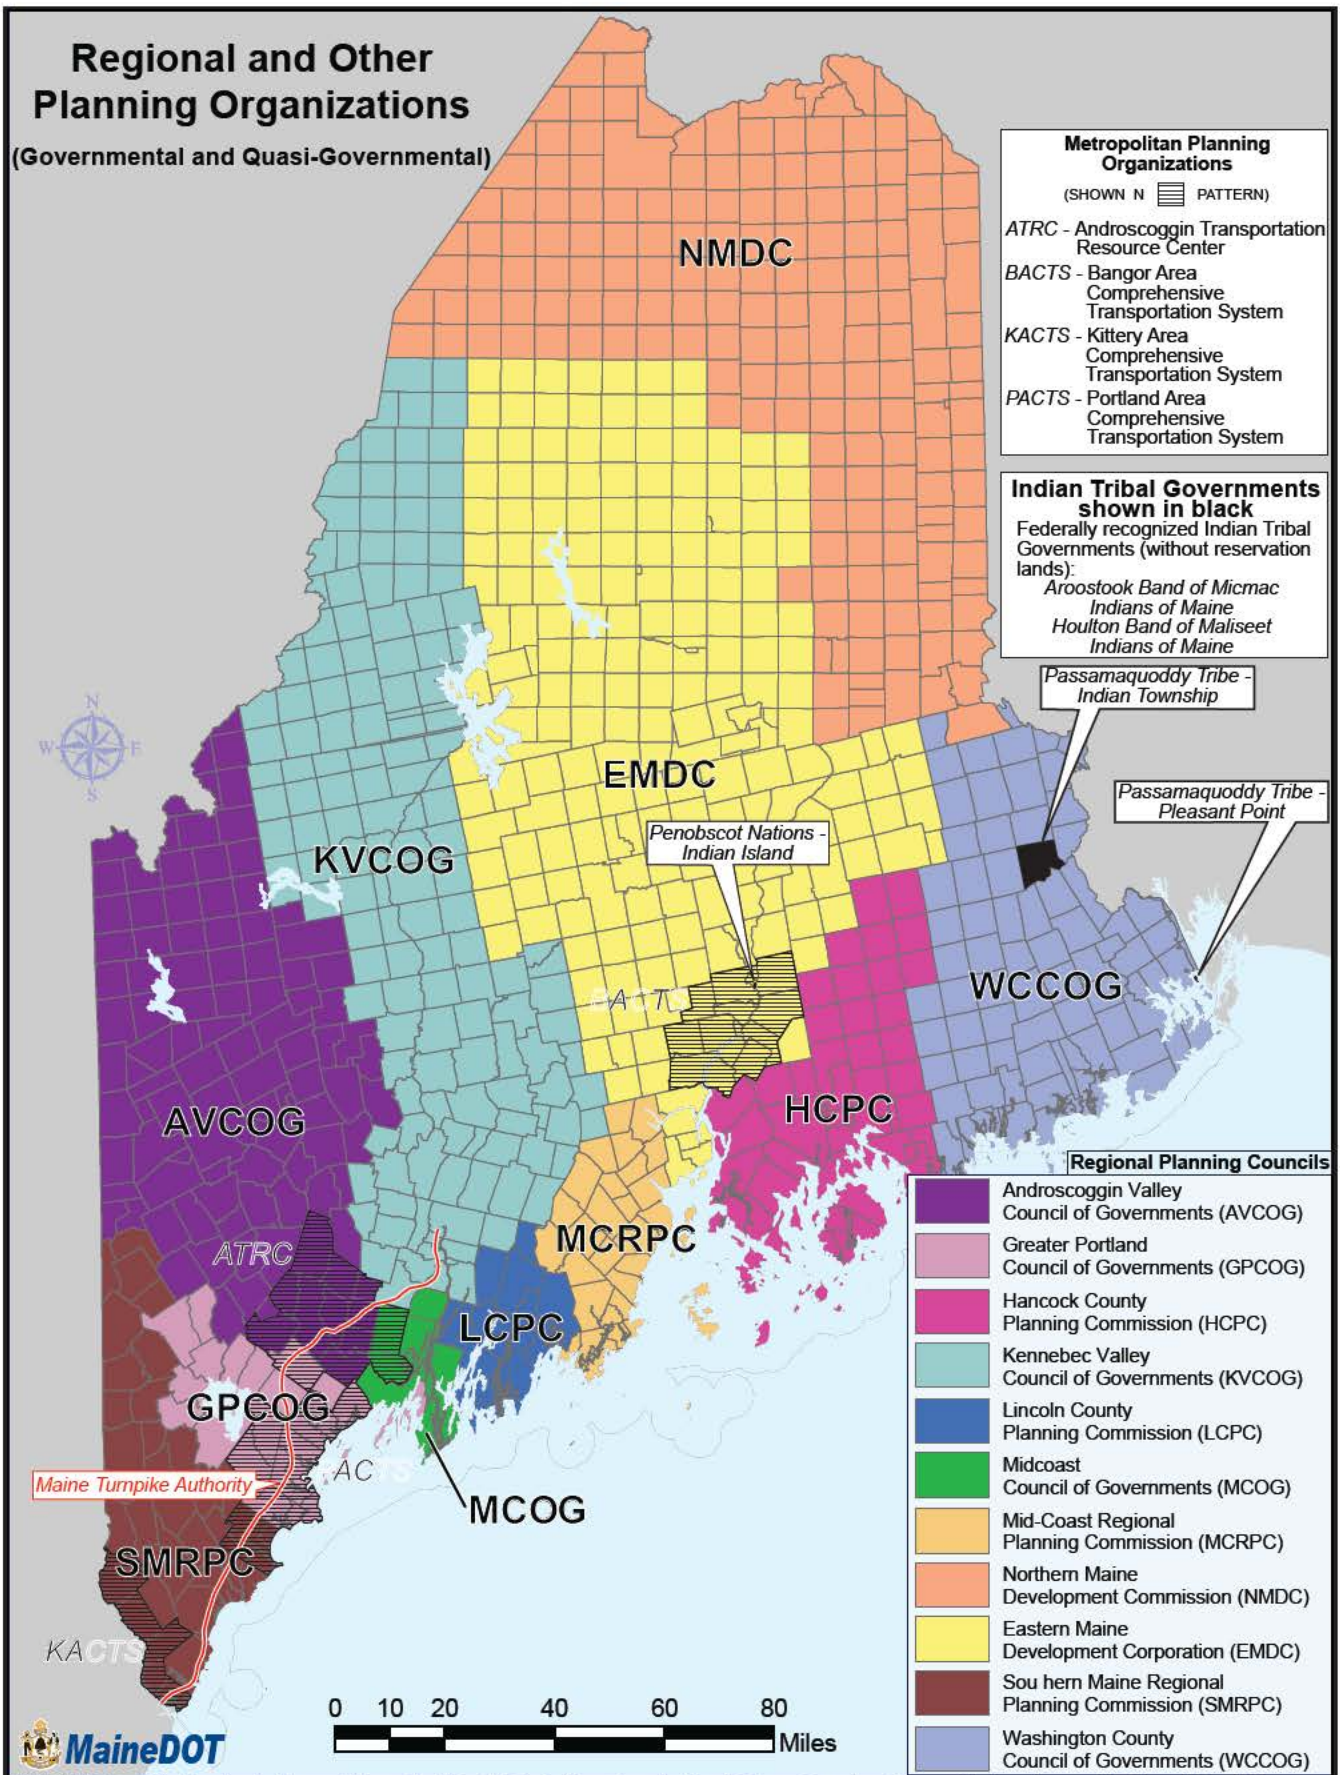 Regional and Other
Planning Organizations
(Governmental and Quasi-Governmental)
Metropolitan Planning
Organizations
(SHOWN N PATTERN)
ATRC - Androscoggin Transportation
Resource Center
BACTS - Bangor Area
Comprehensive
Transportation System
KACTS - Kittery Area
Comprehensive
Transportation System
PACTS - Portland Area
Comprehensive
Transportation System
Indian Tribal Governments
shown in black
Federally recognized Indian Tribal
Governments (without reservation
lands):
Aroostook Band of Micmac
Indians of Maine
Houlton Band of Maliseet
Indians of Maine
NMDC
Passamaquoddy Tribe -
Indian Township
N
W E
S
EMDC
Passamaquoddy Tribe -
Pleasant Point
Penobscot Nations -
Indian Island
KVCOG
WCCOG
BACTS
HCPC
AVCOG
MCRPC
ATRC
LCPC
GPCOG
ACTS
Maine Turnpike Authority
MCOG
SMRPC
KACTS
Regional Planning Councils
Androscoggin Valley
Council of Governments (AVCOG)
Greater Portland
Council of Governments (GPCOG)
Hancock County
Planning Commission (HCPC)
Kennebec Valley
Council of Governments (KVCOG)
Lincoln County
Planning Commission (LCPC)
Midcoast
Council of Governments (MCOG)
Mid-Coast Regional
Planning Commission (MCRPC)
Northern Maine
Development Commission (NMDC)
Eastern Maine
Development Corporation (EMDC)
Sou hern Maine Regional
Planning Commission (SMRPC)
Washington County
Council of Governments (WCCOG)
0 10 20 40 60 80
Miles
MaineDOT